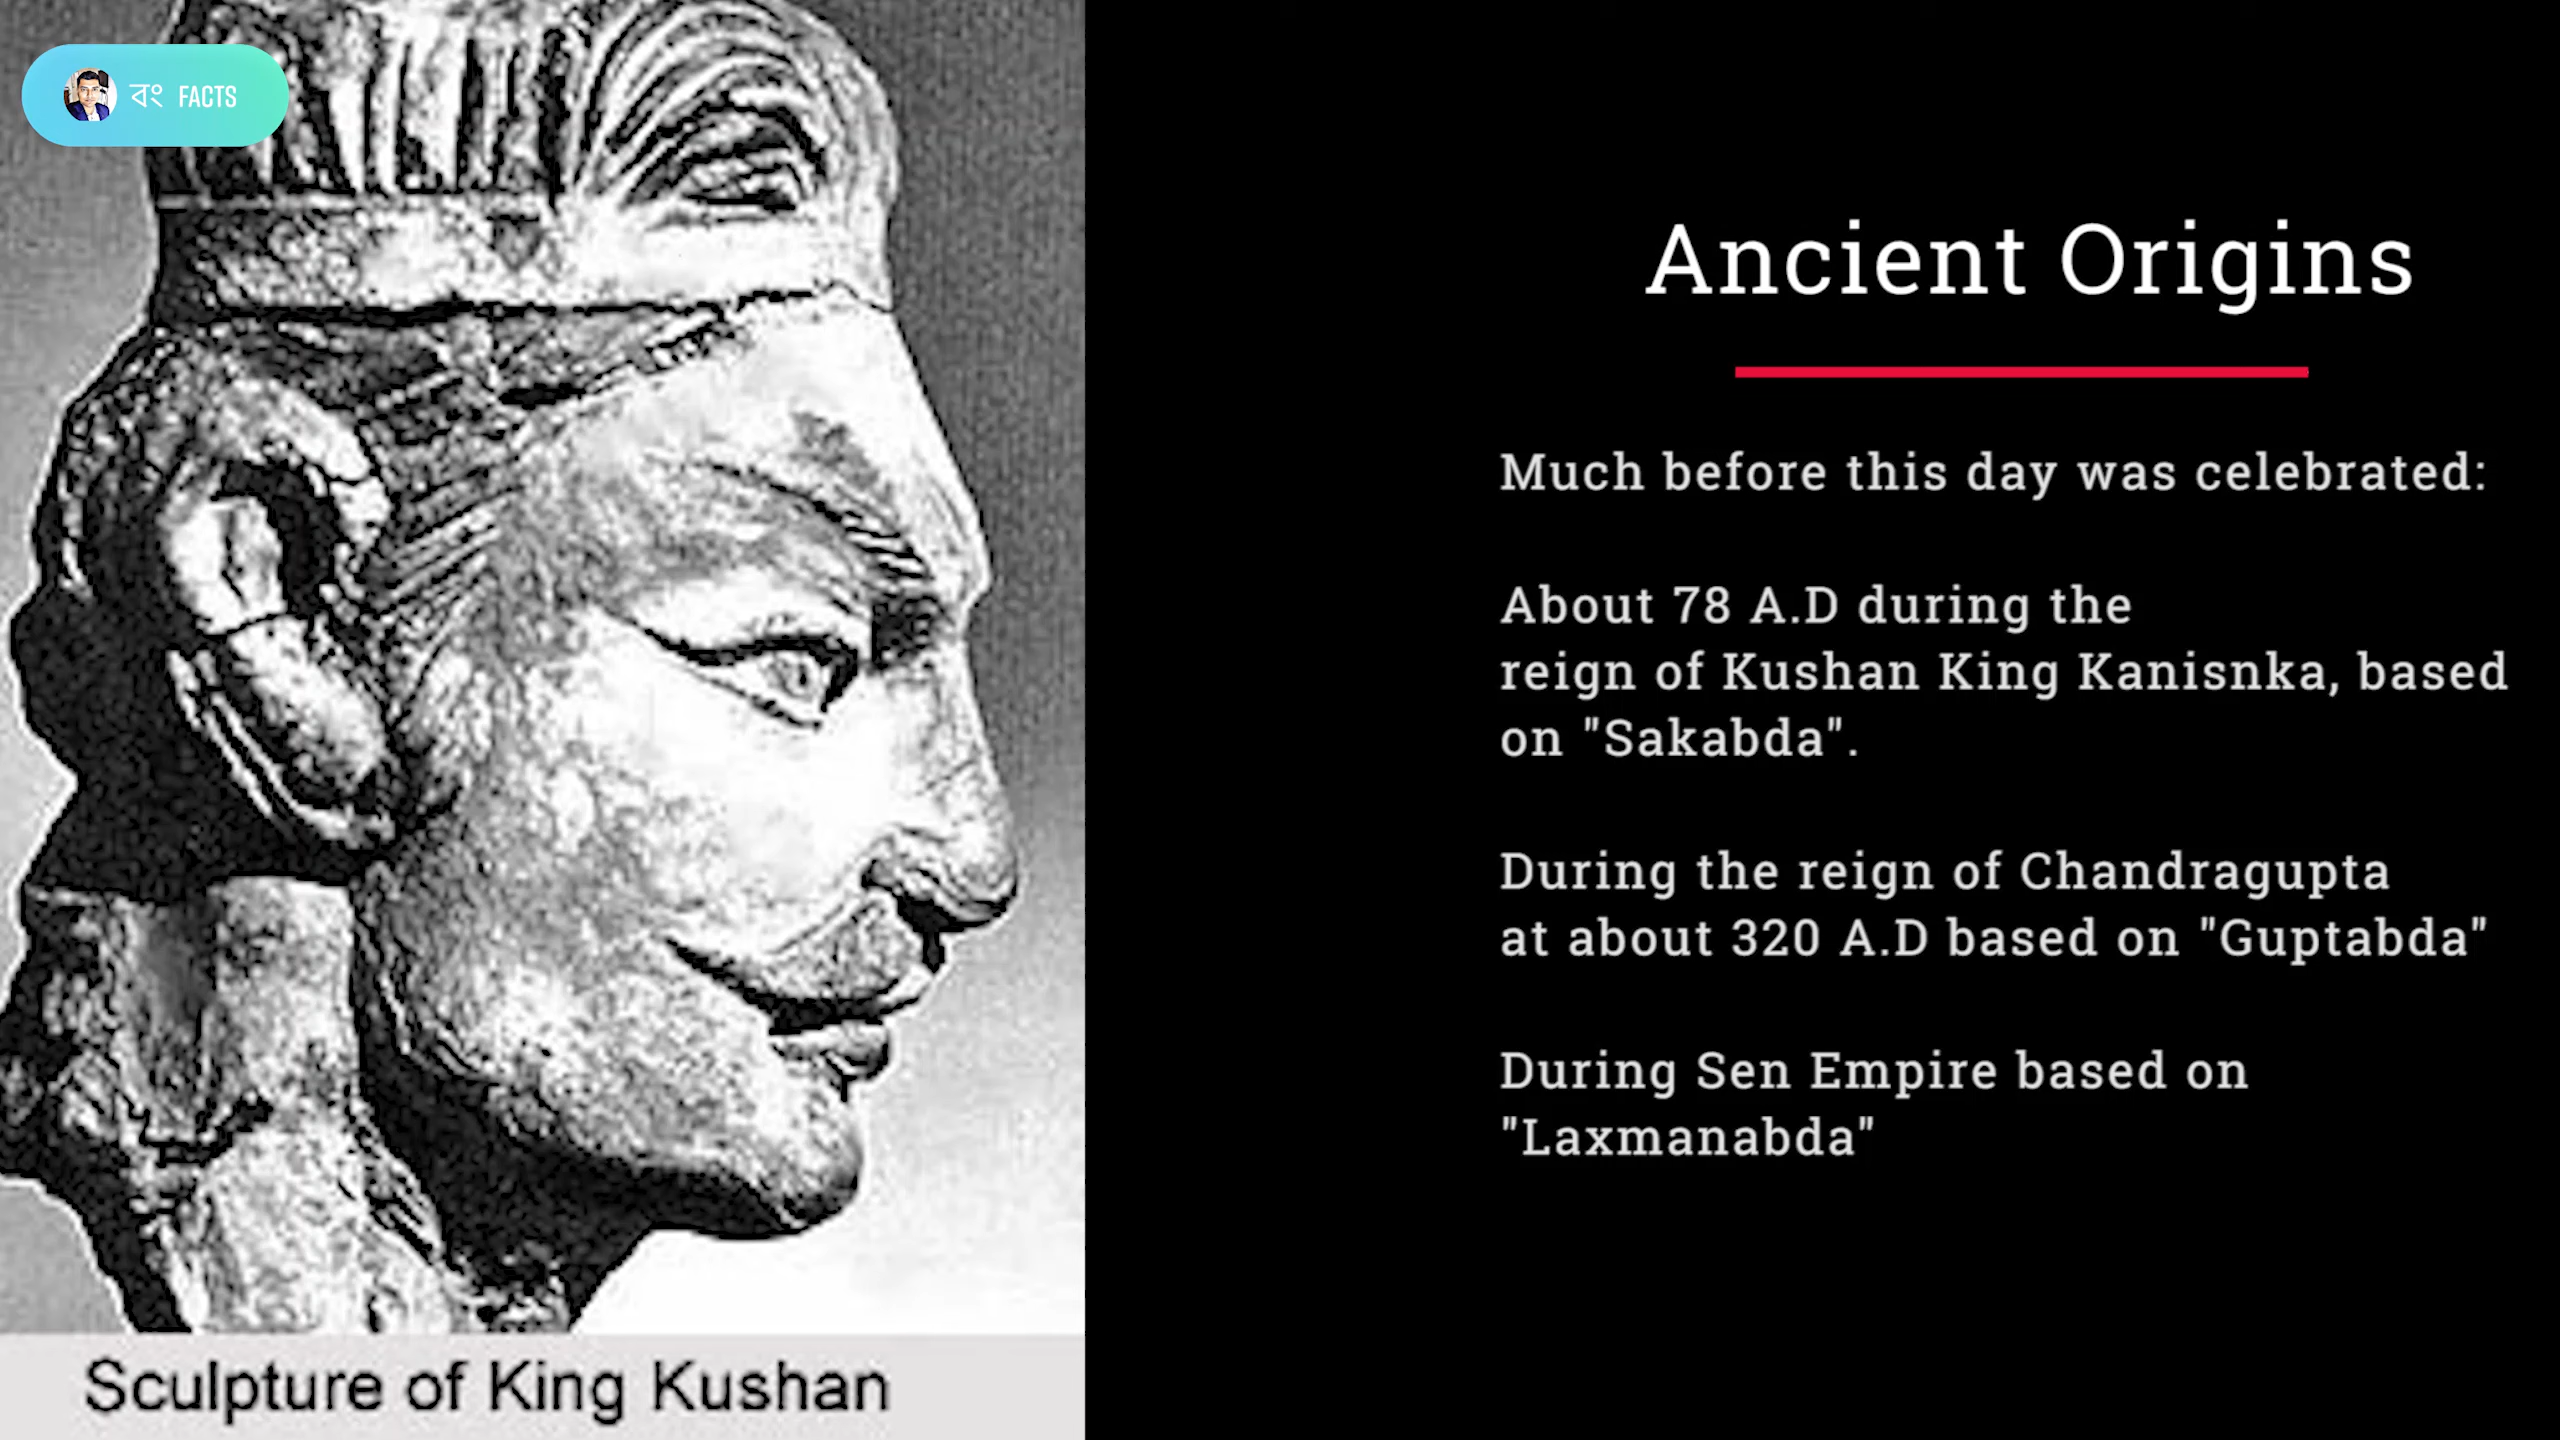 বং FACTS
Ancient Origins
Much before this day was celebrated:
About 78 A.D during the
reign of Kushan King Kanisnka, based
on "Sakabda".
During the reign of Chandragupta
at about 320 A.D based on "Guptabda"
During Sen Empire based on
"Laxmanabda"
Sculpture of King Kushan